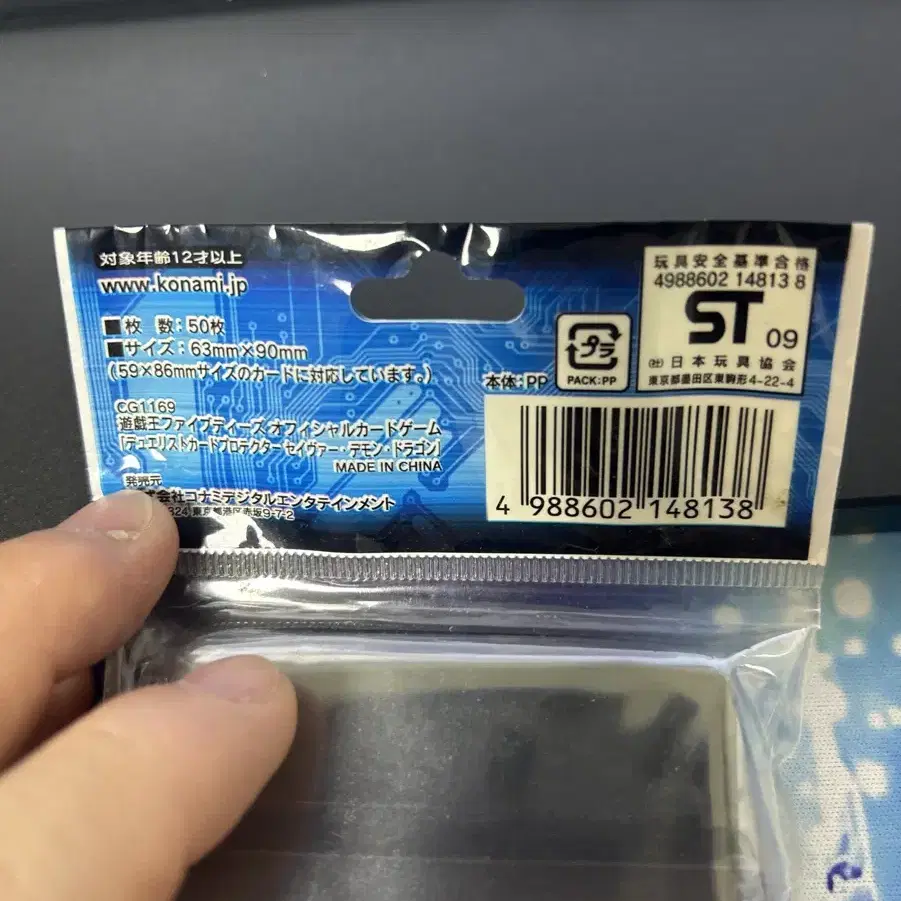 対象年齢12才以上
www.konami.jp
■枚 数:50枚
■サイズ:63mm×90mm
(59×86mmサイズのカードに対応しています。)
CG1169
遊戯王ファイブディーズ オフィシャルカードゲーム
[デュエリストカードプロテクター セイヴァー・デモン・ドラゴン]
MADE IN CHINA
発売元
式会社コナミデジタルエンタテインメント
324 東京都港区赤坂9-7-2
本体:PP
プラ
PACK:PP
玩具安全基準合格
4988602 14813 8
ST
09
(社)日本玩具協会
東京都墨田区東駒形4-22-4
4 988602 148138